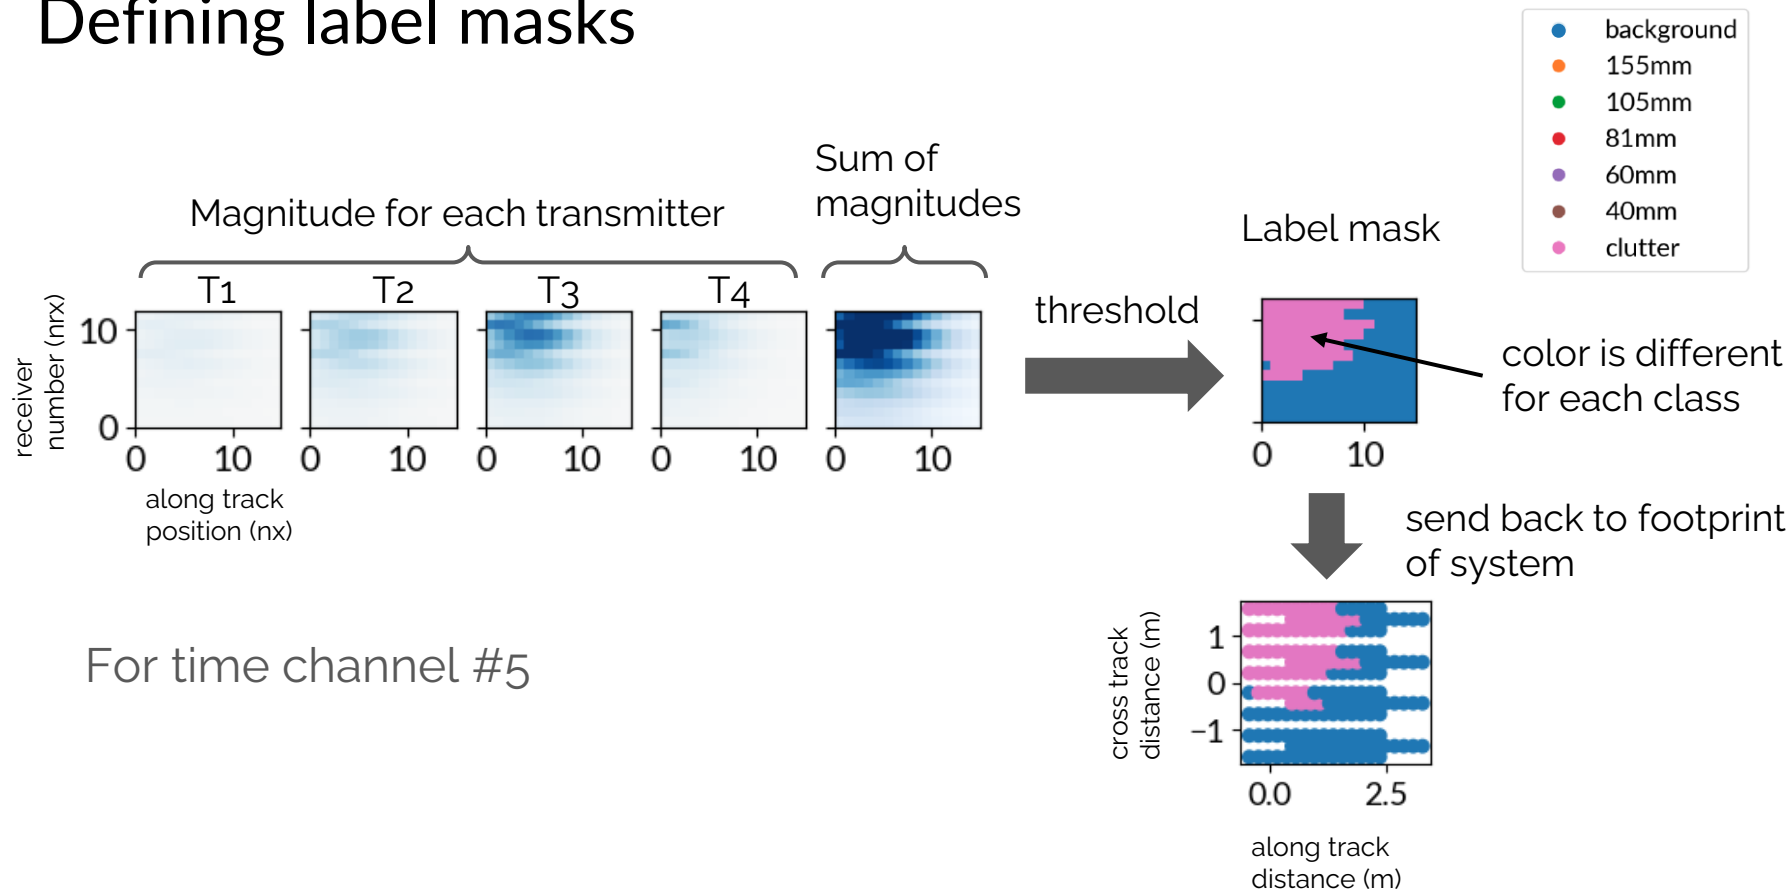 Defining label masks
background
155mm
105mm
81mm
60mm
40mm
clutter
Sum of
magnitudes
Magnitude for each transmitter
Label mask
T1
T2
T3
T4
threshold
receiver
number (nrx)
10
0
0 10
0 10
0 10
0 10
0 10
along track
position (nx)
0 10
color is different
for each class
send back to footprint
of system
For time channel #5
cross track
distance (m)
1
0
−1
0.0 2.5
along track
distance (m)